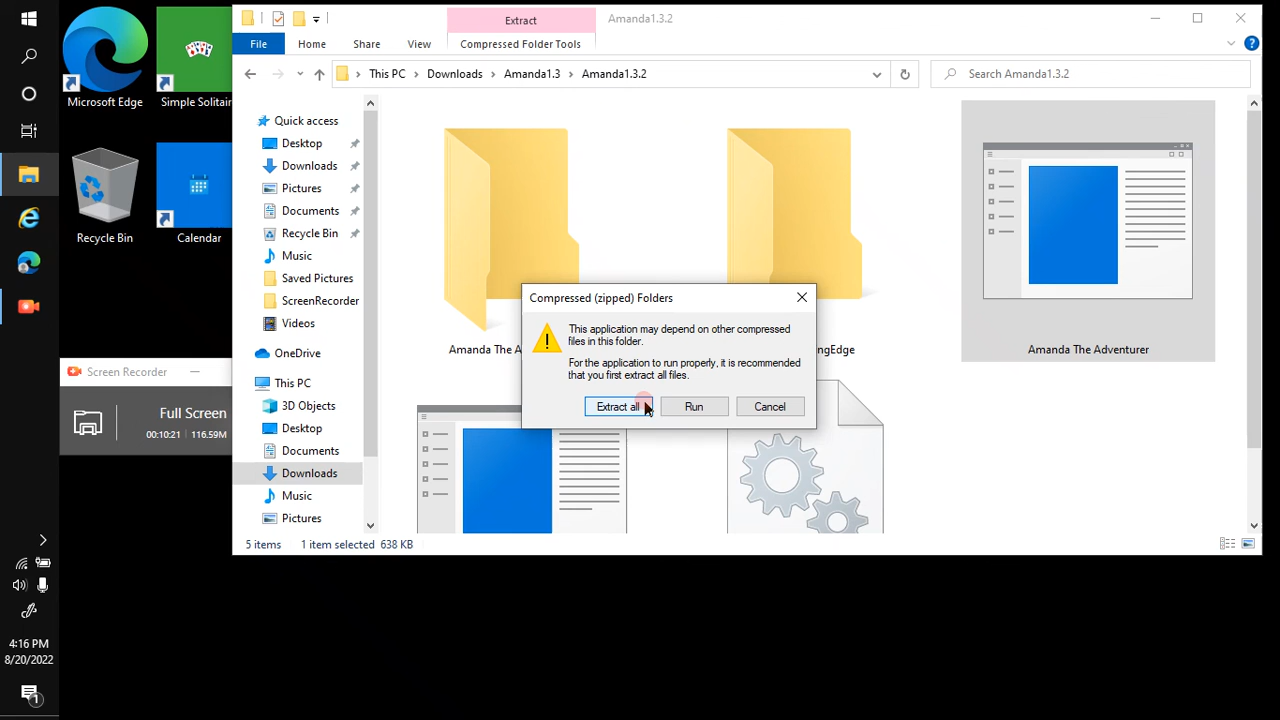 Microsoft Edge
Simple Solitair
Recycle Bin
Calendar
Screen Recorder
Full Screen
00:10:21 | 116.59M
4:16 PM
8/20/2022
1
Extract
Amanda1.3.2
File
Home
Share
View
Compressed Folder Tools
This PC
Downloads
Amanda1.3
Amanda1.3.2
Search Amanda1.3.2
Quick access
Desktop
Downloads
Pictures
Documents
Recycle Bin
Music
Saved Pictures
ScreenRecorder
Videos
OneDrive
This PC
3D Objects
Desktop
Documents
Downloads
Music
Pictures
Amanda The A
ngEdge
Amanda The Adventurer
Compressed (zipped) Folders
This application may depend on other compressed
files in this folder.
For the application to run properly, it is recommended
that you first extract all files.
Extract all
Run
Cancel
5 items
1 item selected 638 KB